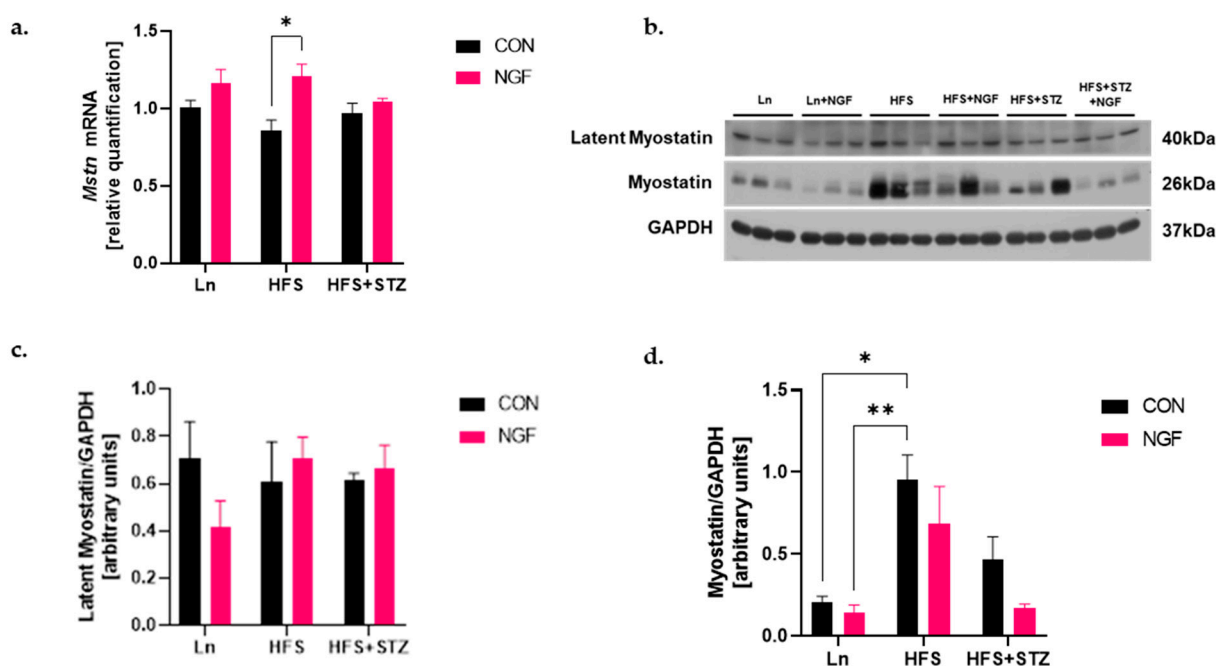 a.
1.5
1.0
0.5
0.0
Mstn mRNA
[relative quantification]
*
CON
NGF
Ln HFS HFS+STZ
b.
Ln Ln+NGF HFS HFS+NGF HFS+STZ HFS+STZ
+NGF
Latent Myostatin 40kDa
Myostatin 26kDa
GAPDH 37kDa
c.
1.0
0.8
0.6
0.4
0.2
0.0
Latent Myostatin/GAPDH
[arbitrary units]
CON
NGF
Ln HFS HFS+STZ
d.
1.5
1.0
0.5
0.0
Myostatin/GAPDH
[arbitrary units]
*
**
CON
NGF
Ln HFS HFS+STZ